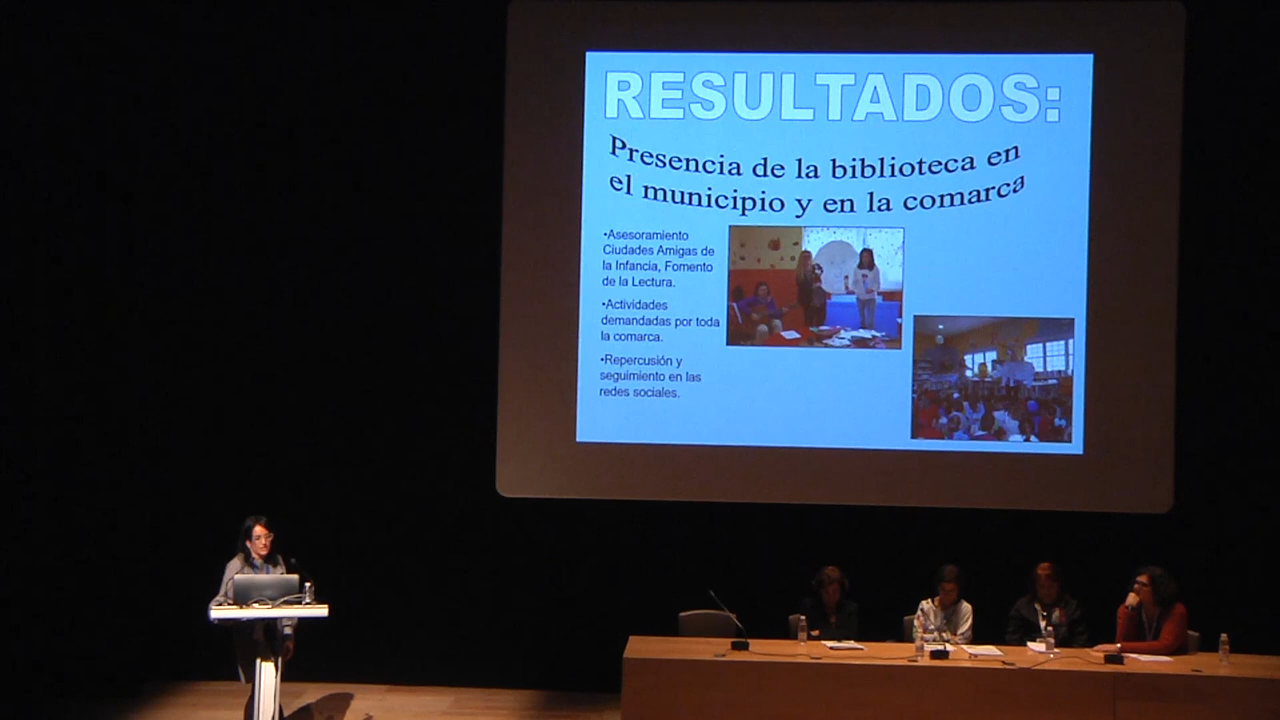 RESULTADOS:
Presencia de la biblioteca en
el municipio y en la comarca
•Asesoramiento
Ciudades Amigas de
la Infancia, Fomento
de la Lectura.
•Actividades
demandadas por toda
la comarca.
•Repercusión y
seguimiento en las
redes sociales.